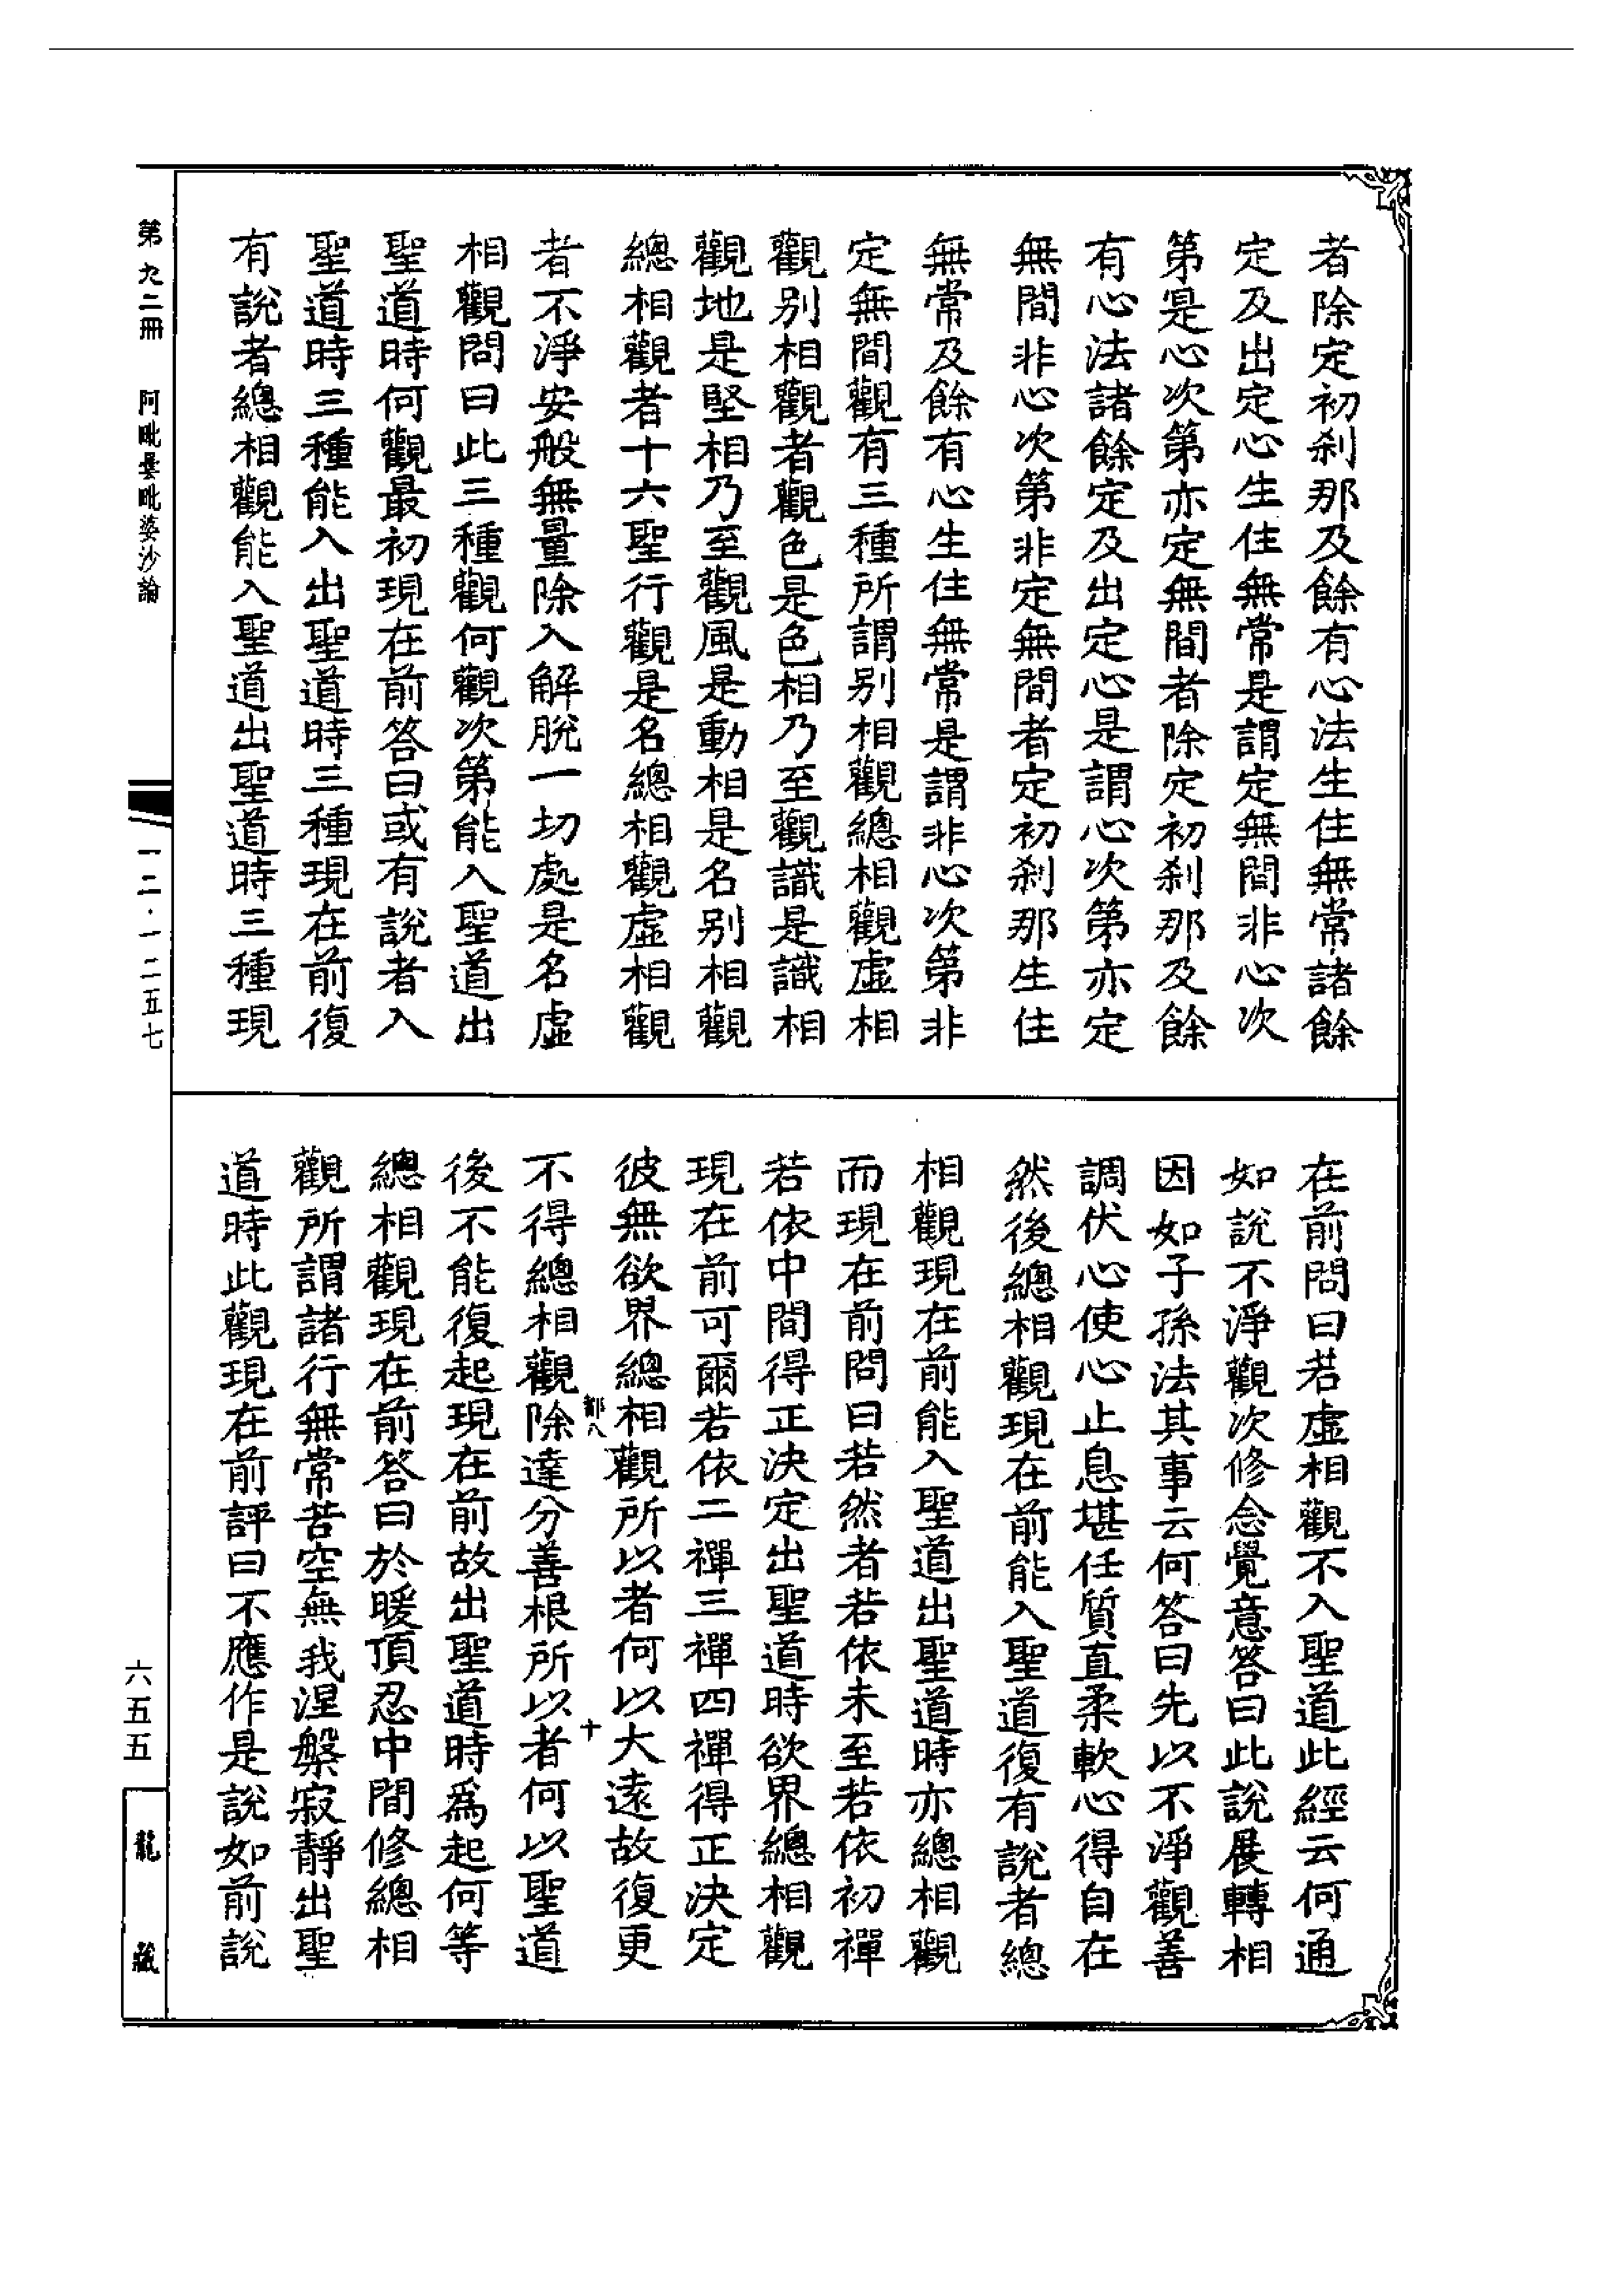 者除定初刹那及餘有心法生住無常諸餘
定及出定心生住無常是謂定無間非心次
第是心次第亦定無間者除定初刹那及餘
有心法諸餘定及出定心是謂心次第亦定
無間非心次第非定無間者定初刹那生住
無常及餘有心生住無常是謂非心次第非
定無間觀有三種所謂别相觀總相觀虛相
觀别相觀者觀色是色相乃至觀識是識相
觀地是堅相乃至觀風是動相是名别相觀
總相觀者十六聖行觀是名總相觀虛相觀
者不淨安般無量除入解脫一切處是名虛
相觀問曰此三種觀何觀次第能入聖道出
聖道時何觀最初現在前答曰或有說者入
聖道時三種能入出聖道時三種現在前復
有說者總相觀能入聖道出聖道時三種現
在前問曰若虛相觀不入聖道此經云何通
如說不淨觀次修念覺意答曰此說展轉相
因如子孫法其事云何答曰先以不淨觀善
調伏心使心止息堪任質直柔軟心得自在
然後總相觀現在前能入聖道復有說者總
相觀現在前能入聖道出聖道時亦總相觀
而現在前問曰若然者若依未至若依初禪
若依中間得正決定出聖道時欲界總相觀
現在前可爾若依二禪三禪四禪得正決定
彼無欲界總相觀所以者何以大遠故復更
鄣八
十
不得總相觀除達分善根所以者何以聖道
後不能復起現在前故出聖道時爲起何等
總相觀現在前答曰於暖頂忍中間修總相
觀所謂諸行無常苦空無我涅槃寂靜出聖
道時此觀現在前評曰不應作是說如前說
第九二冊
阿毗曇毗婆沙論
一二·一二五七
六五五
龍藏